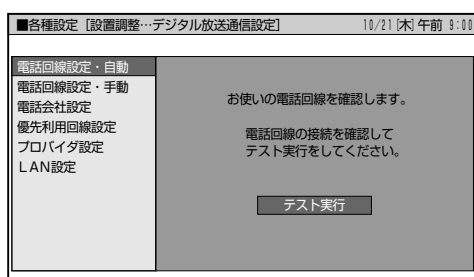 ■各種設定［設置調整…デジタル放送通信設定］ 10/21[木]午前 9:00
電話回線設定・自動
電話回線設定・手動
電話会社設定
優先利用回線設定
プロバイダ設定
ＬＡＮ設定
お使いの電話回線を確認します。
電話回線の接続を確認して
テスト実行をしてください。
テスト実行